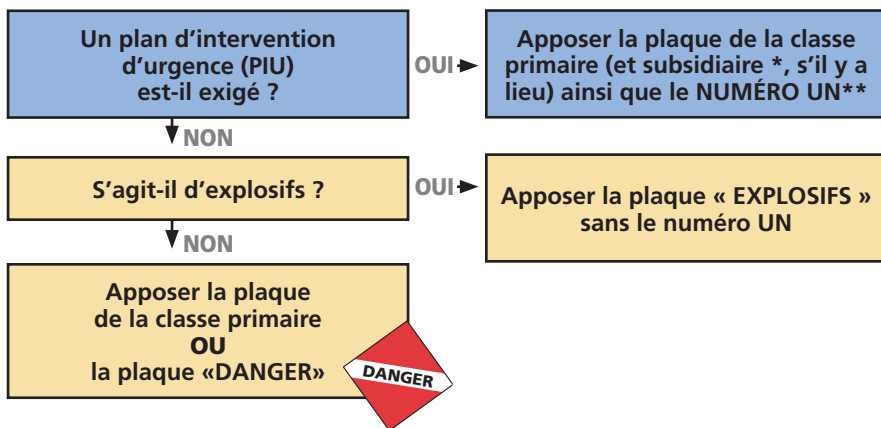 Un plan d’intervention
d’urgence (PIU)
est-il exigé ?
OUI
Apposer la plaque de la classe
primaire (et subsidiaire *, s’il y a
lieu) ainsi que le NUMÉRO UN**
NON
S’agit-il d’explosifs ?
OUI
Apposer la plaque « EXPLOSIFS »
sans le numéro UN
NON
Apposer la plaque
de la classe primaire
OU
la plaque «DANGER»
DANGER